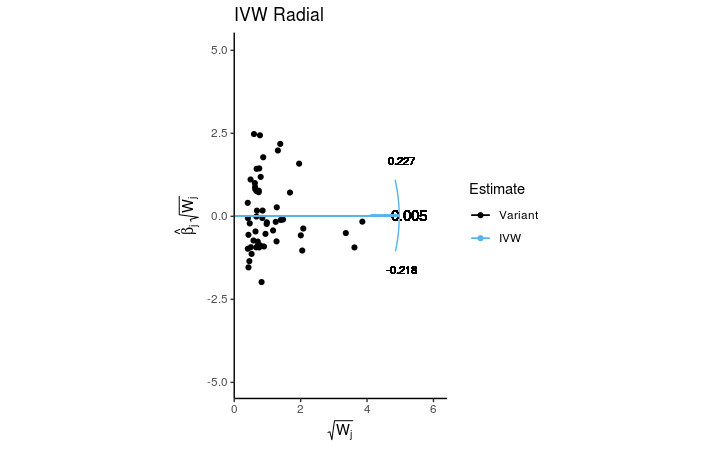 IVW Radial
5.0
2.5
0.0
-2.5
-5.0
β̂j√Wj
0.227
0.005
-0.218
0 2 4 6
√Wj
Estimate
Variant
IVW